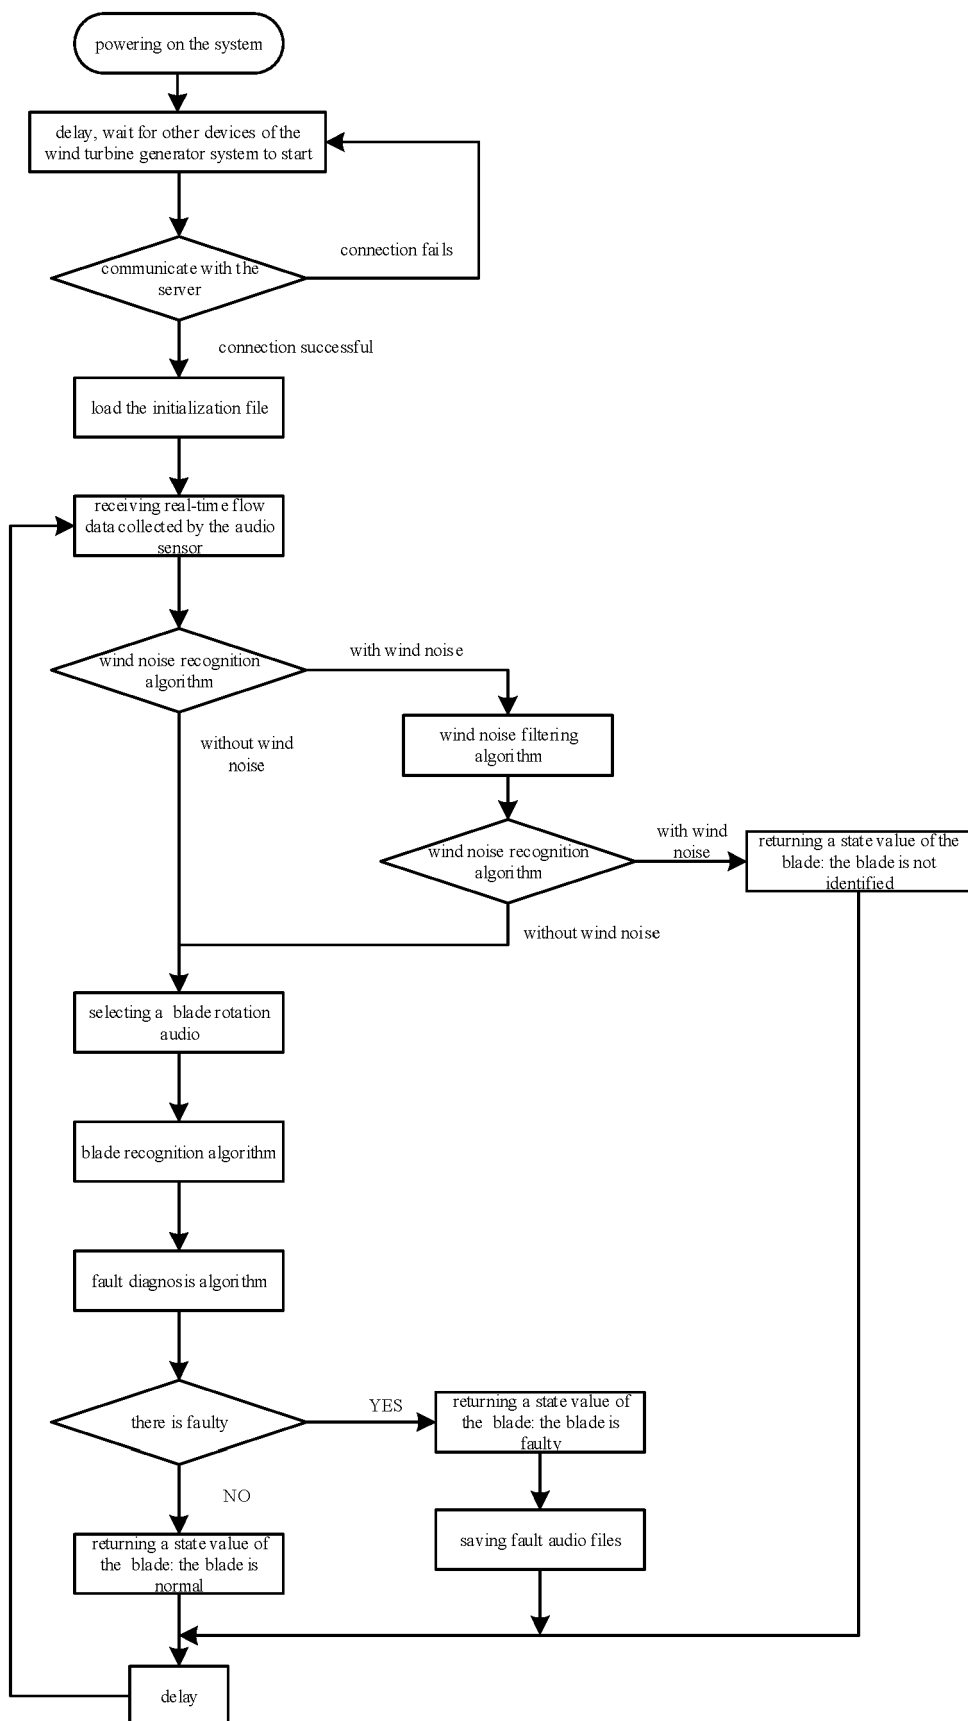 powering on the system
delay, wait for other devices of the
wind turbine generator system to start
connection fails
communicate with the
server
connection successful
load the initialization file
receiving real-time flow
data collected by the audio
sensor
with wind noise
wind noise recognition
algorithm
without wind
noise
wind noise filtering
algorithm
with wind
noise
wind noise recognition
algorithm
returning a state value of the
blade: the blade is not
identified
without wind noise
selecting a blade rotation
audio
blade recognition algorithm
fault diagnosis algorithm
there is faulty
YES
returning a state value of
the blade: the blade is
faulty
NO
saving fault audio files
returning a state value of
the blade: the blade is
normal
delay